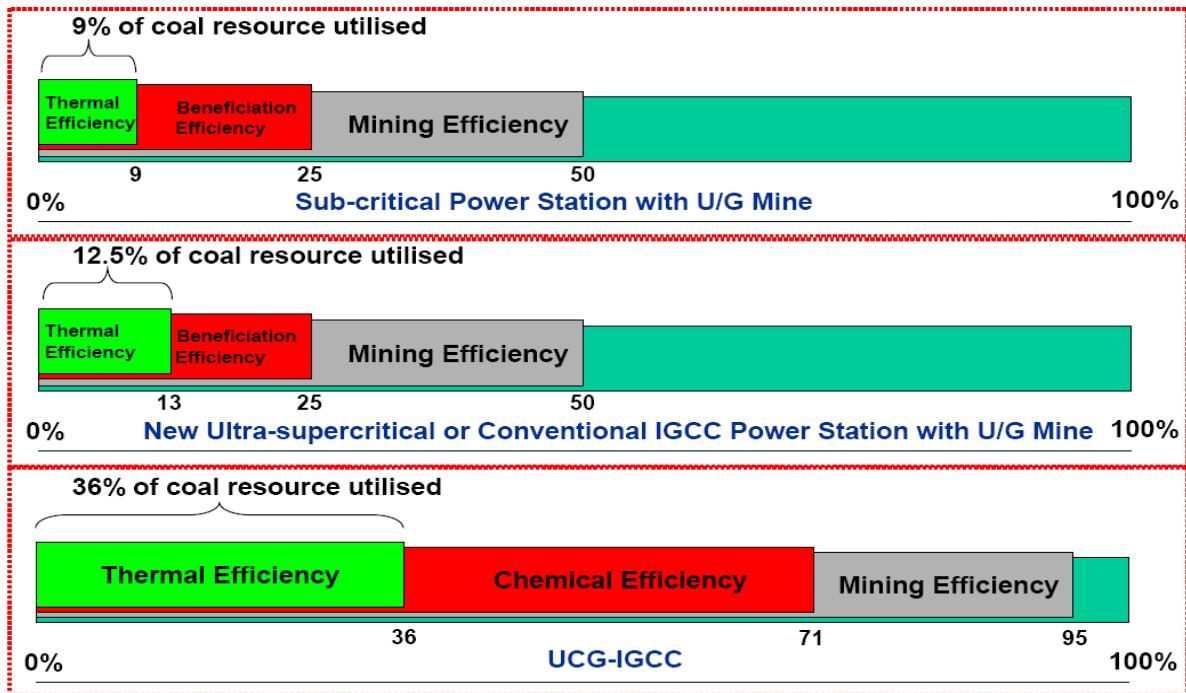 9% of coal resource utilised
Thermal
Efficiency
Beneficiation
Efficiency
Mining Efficiency
9
25
50
0%
Sub-critical Power Station with U/G Mine
100%
12.5% of coal resource utilised
Thermal
Efficiency
Beneficiation
Efficiency
Mining Efficiency
13
25
50
0%
New Ultra-supercritical or Conventional IGCC Power Station with U/G Mine
100%
36% of coal resource utilised
Thermal Efficiency
Chemical Efficiency
Mining Efficiency
36
71
95
0%
UCG-IGCC
100%